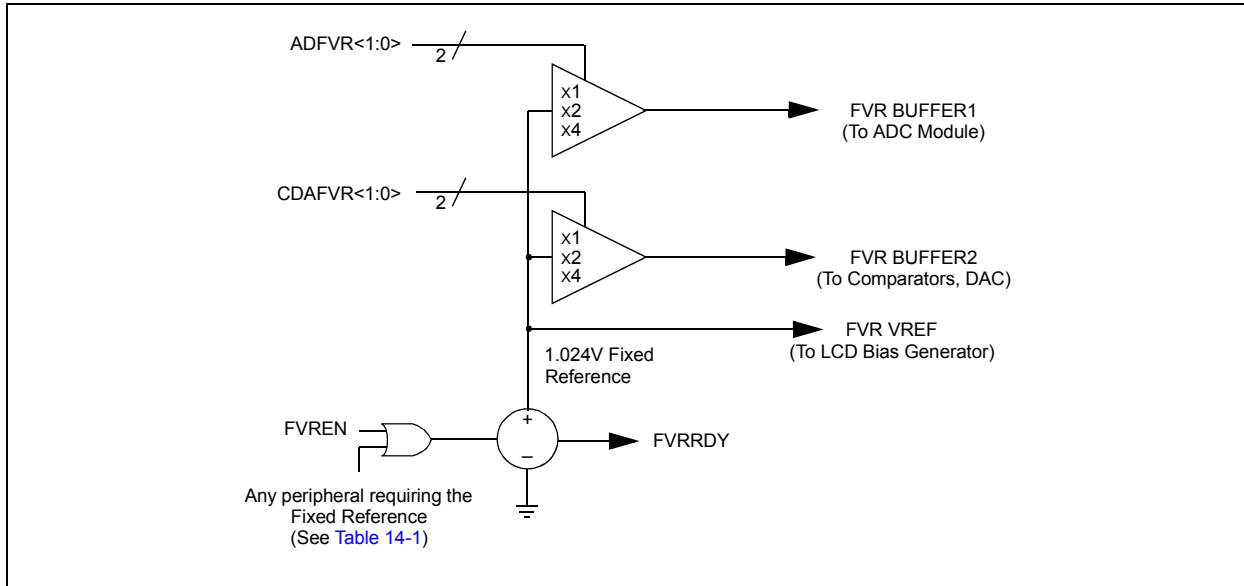 ADFVR<1:0>
2
x1
x2
x4
FVR BUFFER1
(To ADC Module)
CDAFVR<1:0>
2
x1
x2
x4
FVR BUFFER2
(To Comparators, DAC)
FVR VREF
(To LCD Bias Generator)
1.024V Fixed
Reference
FVREN
+
–
FVRRDY
Any peripheral requiring the
Fixed Reference
(See Table 14-1)